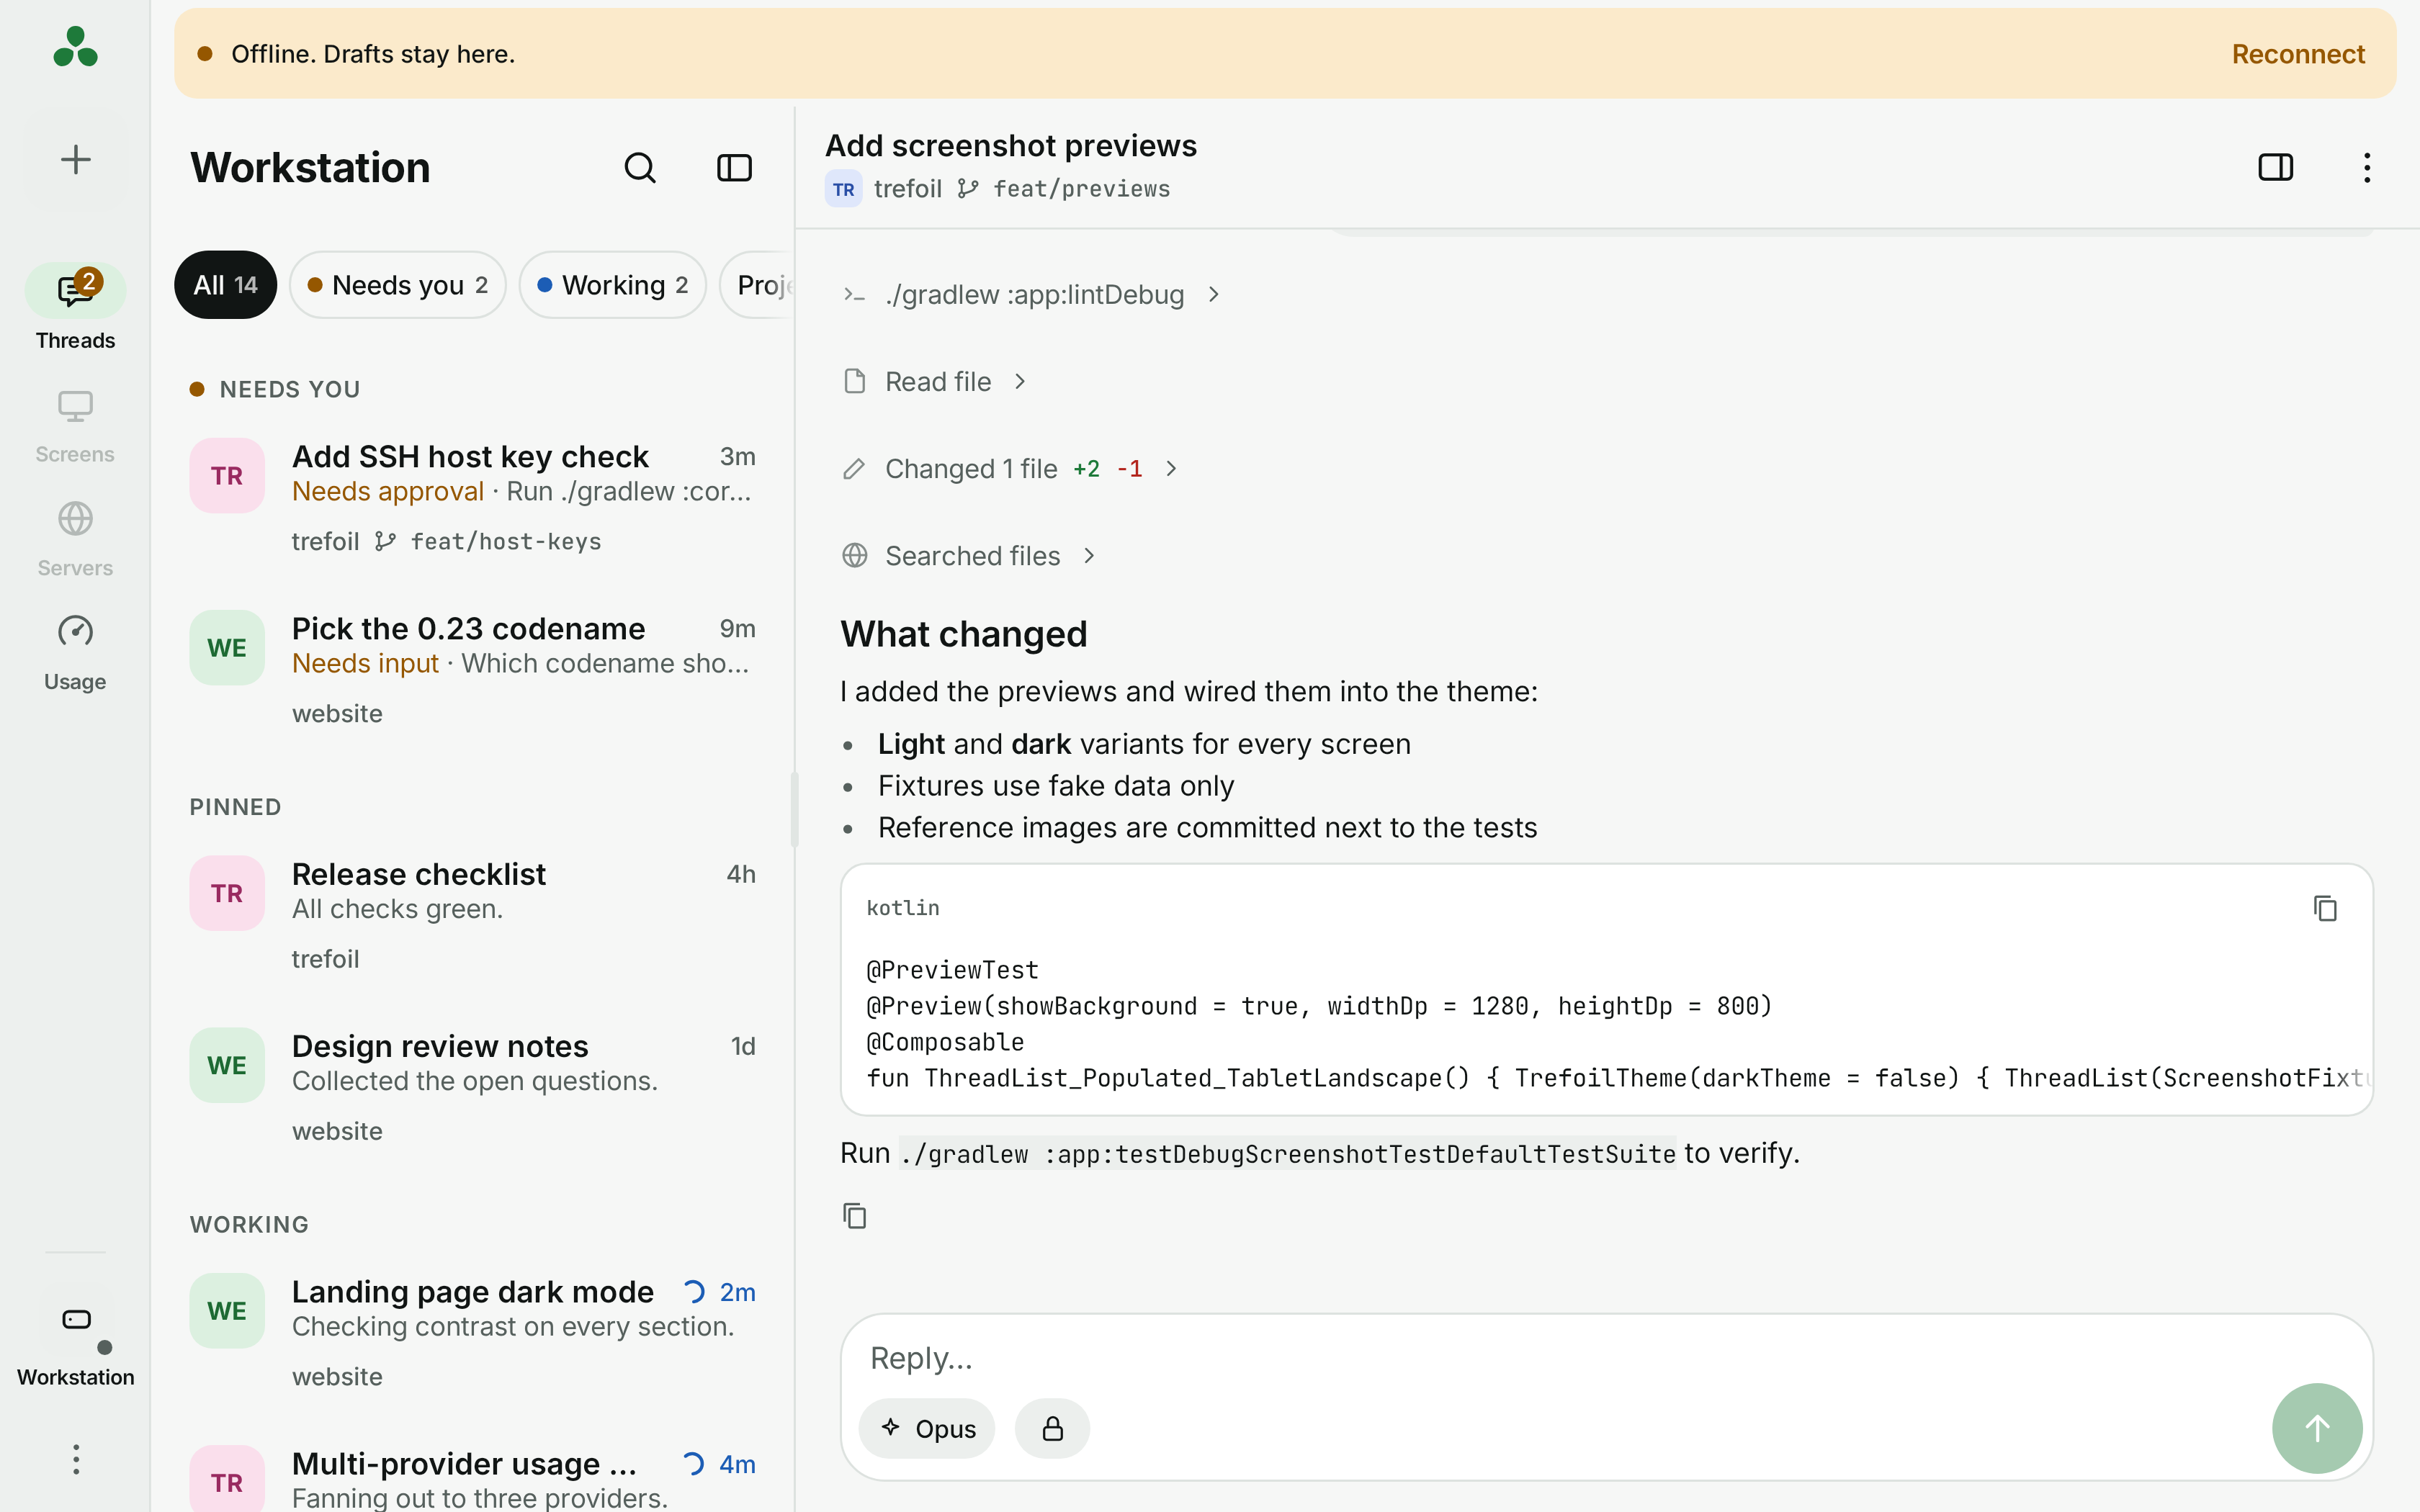 Offline. Drafts stay here.
Reconnect
2
Threads
Screens
Servers
Usage
Workstation
Workstation
All 14
Needs you 2
Working 2
Proje
NEEDS YOU
TR
Add SSH host key check
3m
Needs approval · Run ./gradlew :cor...
trefoil feat/host-keys
WE
Pick the 0.23 codename
9m
Needs input · Which codename sho...
website
PINNED
TR
Release checklist
4h
All checks green.
trefoil
WE
Design review notes
1d
Collected the open questions.
website
WORKING
WE
Landing page dark mode
2m
Checking contrast on every section.
website
TR
Multi-provider usage ...
4m
Fanning out to three providers.
Add screenshot previews
TR trefoil feat/previews
./gradlew :app:lintDebug
Read file
Changed 1 file +2 -1
Searched files
What changed
I added the previews and wired them into the theme:
• Light and dark variants for every screen
• Fixtures use fake data only
• Reference images are committed next to the tests
kotlin
@PreviewTest
@Preview(showBackground = true, widthDp = 1280, heightDp = 800)
@Composable
fun ThreadList_Populated_TabletLandscape() { TrefoilTheme(darkTheme = false) { ThreadList(ScreenshotFixtu
Run ./gradlew :app:testDebugScreenshotTestDefaultTestSuite to verify.
Reply...
Opus